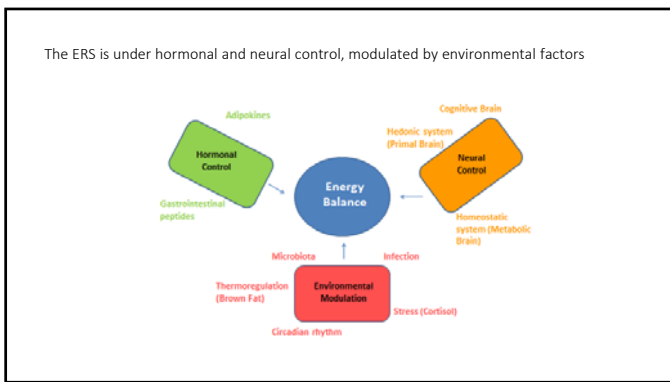 The ERS is under hormonal and neural control, modulated by environmental factors
Adipokines
Hormonal
Control
Gastrointestinal
peptides
Energy
Balance
Cognitive Brain
Hedonic system
(Primal Brain)
Neural
Control
Homeostatic
system (Metabolic
Brain)
Microbiota
Infection
Thermoregulation
(Brown Fat)
Environmental
Modulation
Stress (Cortisol)
Circadian rhythm